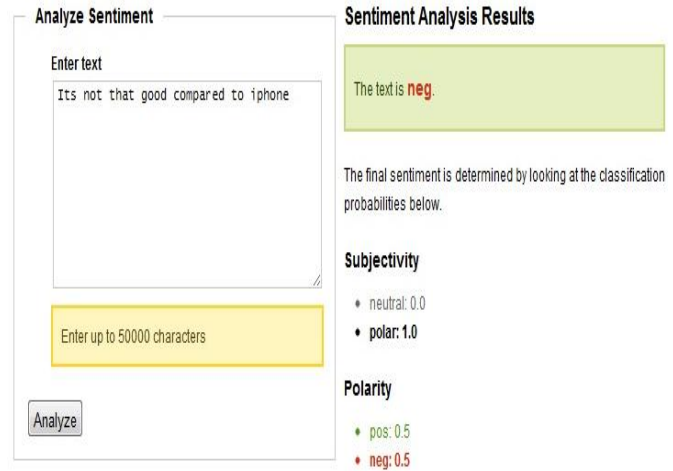 Analyze Sentiment
Enter text
Its not that good compared to iphone
Enter up to 50000 characters
Analyze
Sentiment Analysis Results
The text is neg.
The final sentiment is determined by looking at the classification
probabilities below.
Subjectivity
• neutral: 0.0
• polar: 1.0
Polarity
• pos: 0.5
• neg: 0.5